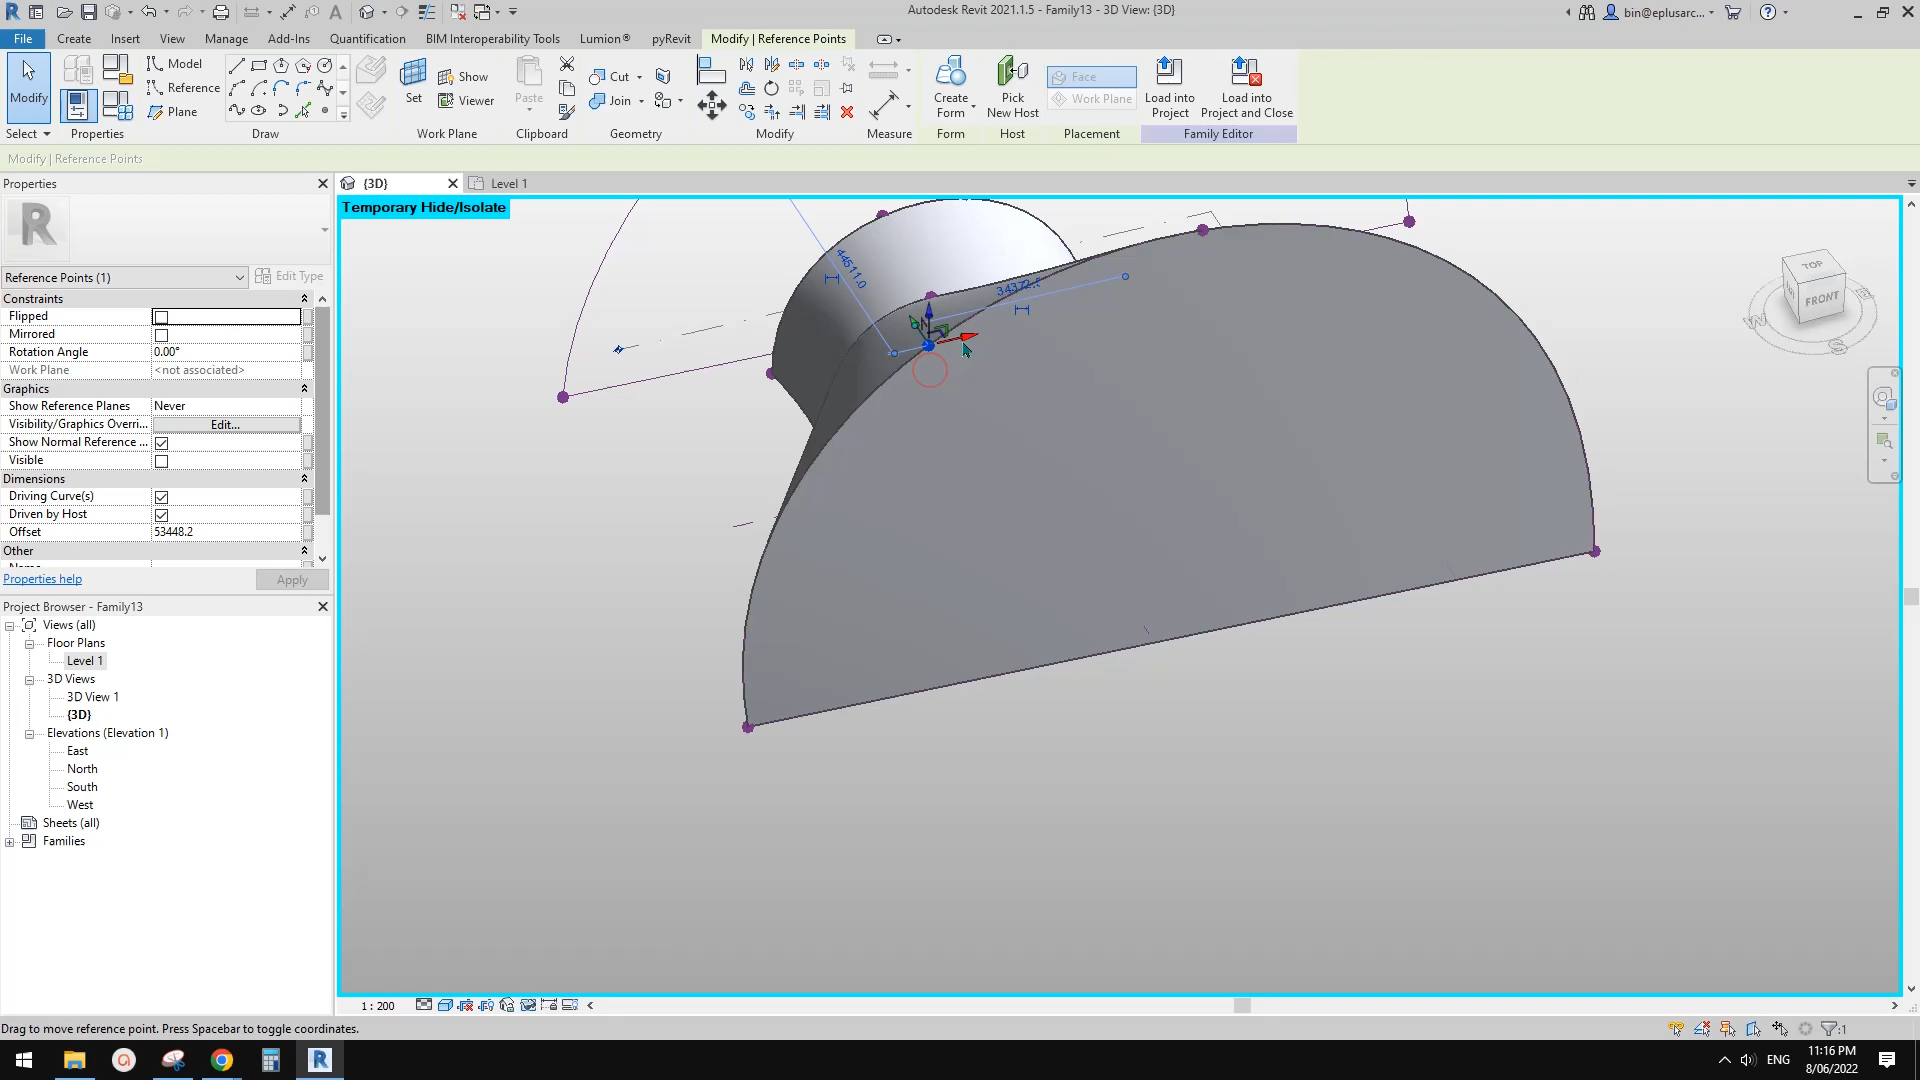 Autodesk Revit 2021.1.5 - Family13 - 3D View: {3D}
bin@eplusarc...
File Create Insert View Manage Add-Ins Quantification BIM Interoperability Tools Lumion® pyRevit Modify | Reference Points
Modify
Model
Reference
Plane
Set
Show
Viewer
Paste
Cut
Join
Create
Form
Pick
New Host
Face
Work Plane
Load into
Project
Load into
Project and Close
Select Properties Draw Work Plane Clipboard Geometry Modify Measure Form Host Placement Family Editor
Modify | Reference Points
Properties
{3D}
Level 1
Temporary Hide/Isolate
R
Reference Points (1)
Edit Type
Constraints
Flipped
Mirrored
Rotation Angle 0.00°
Work Plane <not associated>
Graphics
Show Reference Planes Never
Visibility/Graphics Overri... Edit...
Show Normal Reference ...
Visible
Dimensions
Driving Curve(s)
Driven by Host
Offset 53448.2
Other
Properties help
Apply
44511.0
TOP
FRONT
W
S
Project Browser - Family13
Views (all)
Floor Plans
Level 1
3D Views
3D View 1
{3D}
Elevations (Elevation 1)
East
North
South
West
Sheets (all)
Families
1 : 200
Drag to move reference point. Press Spacebar to toggle coordinates.
:1
ENG
11:16 PM
8/06/2022